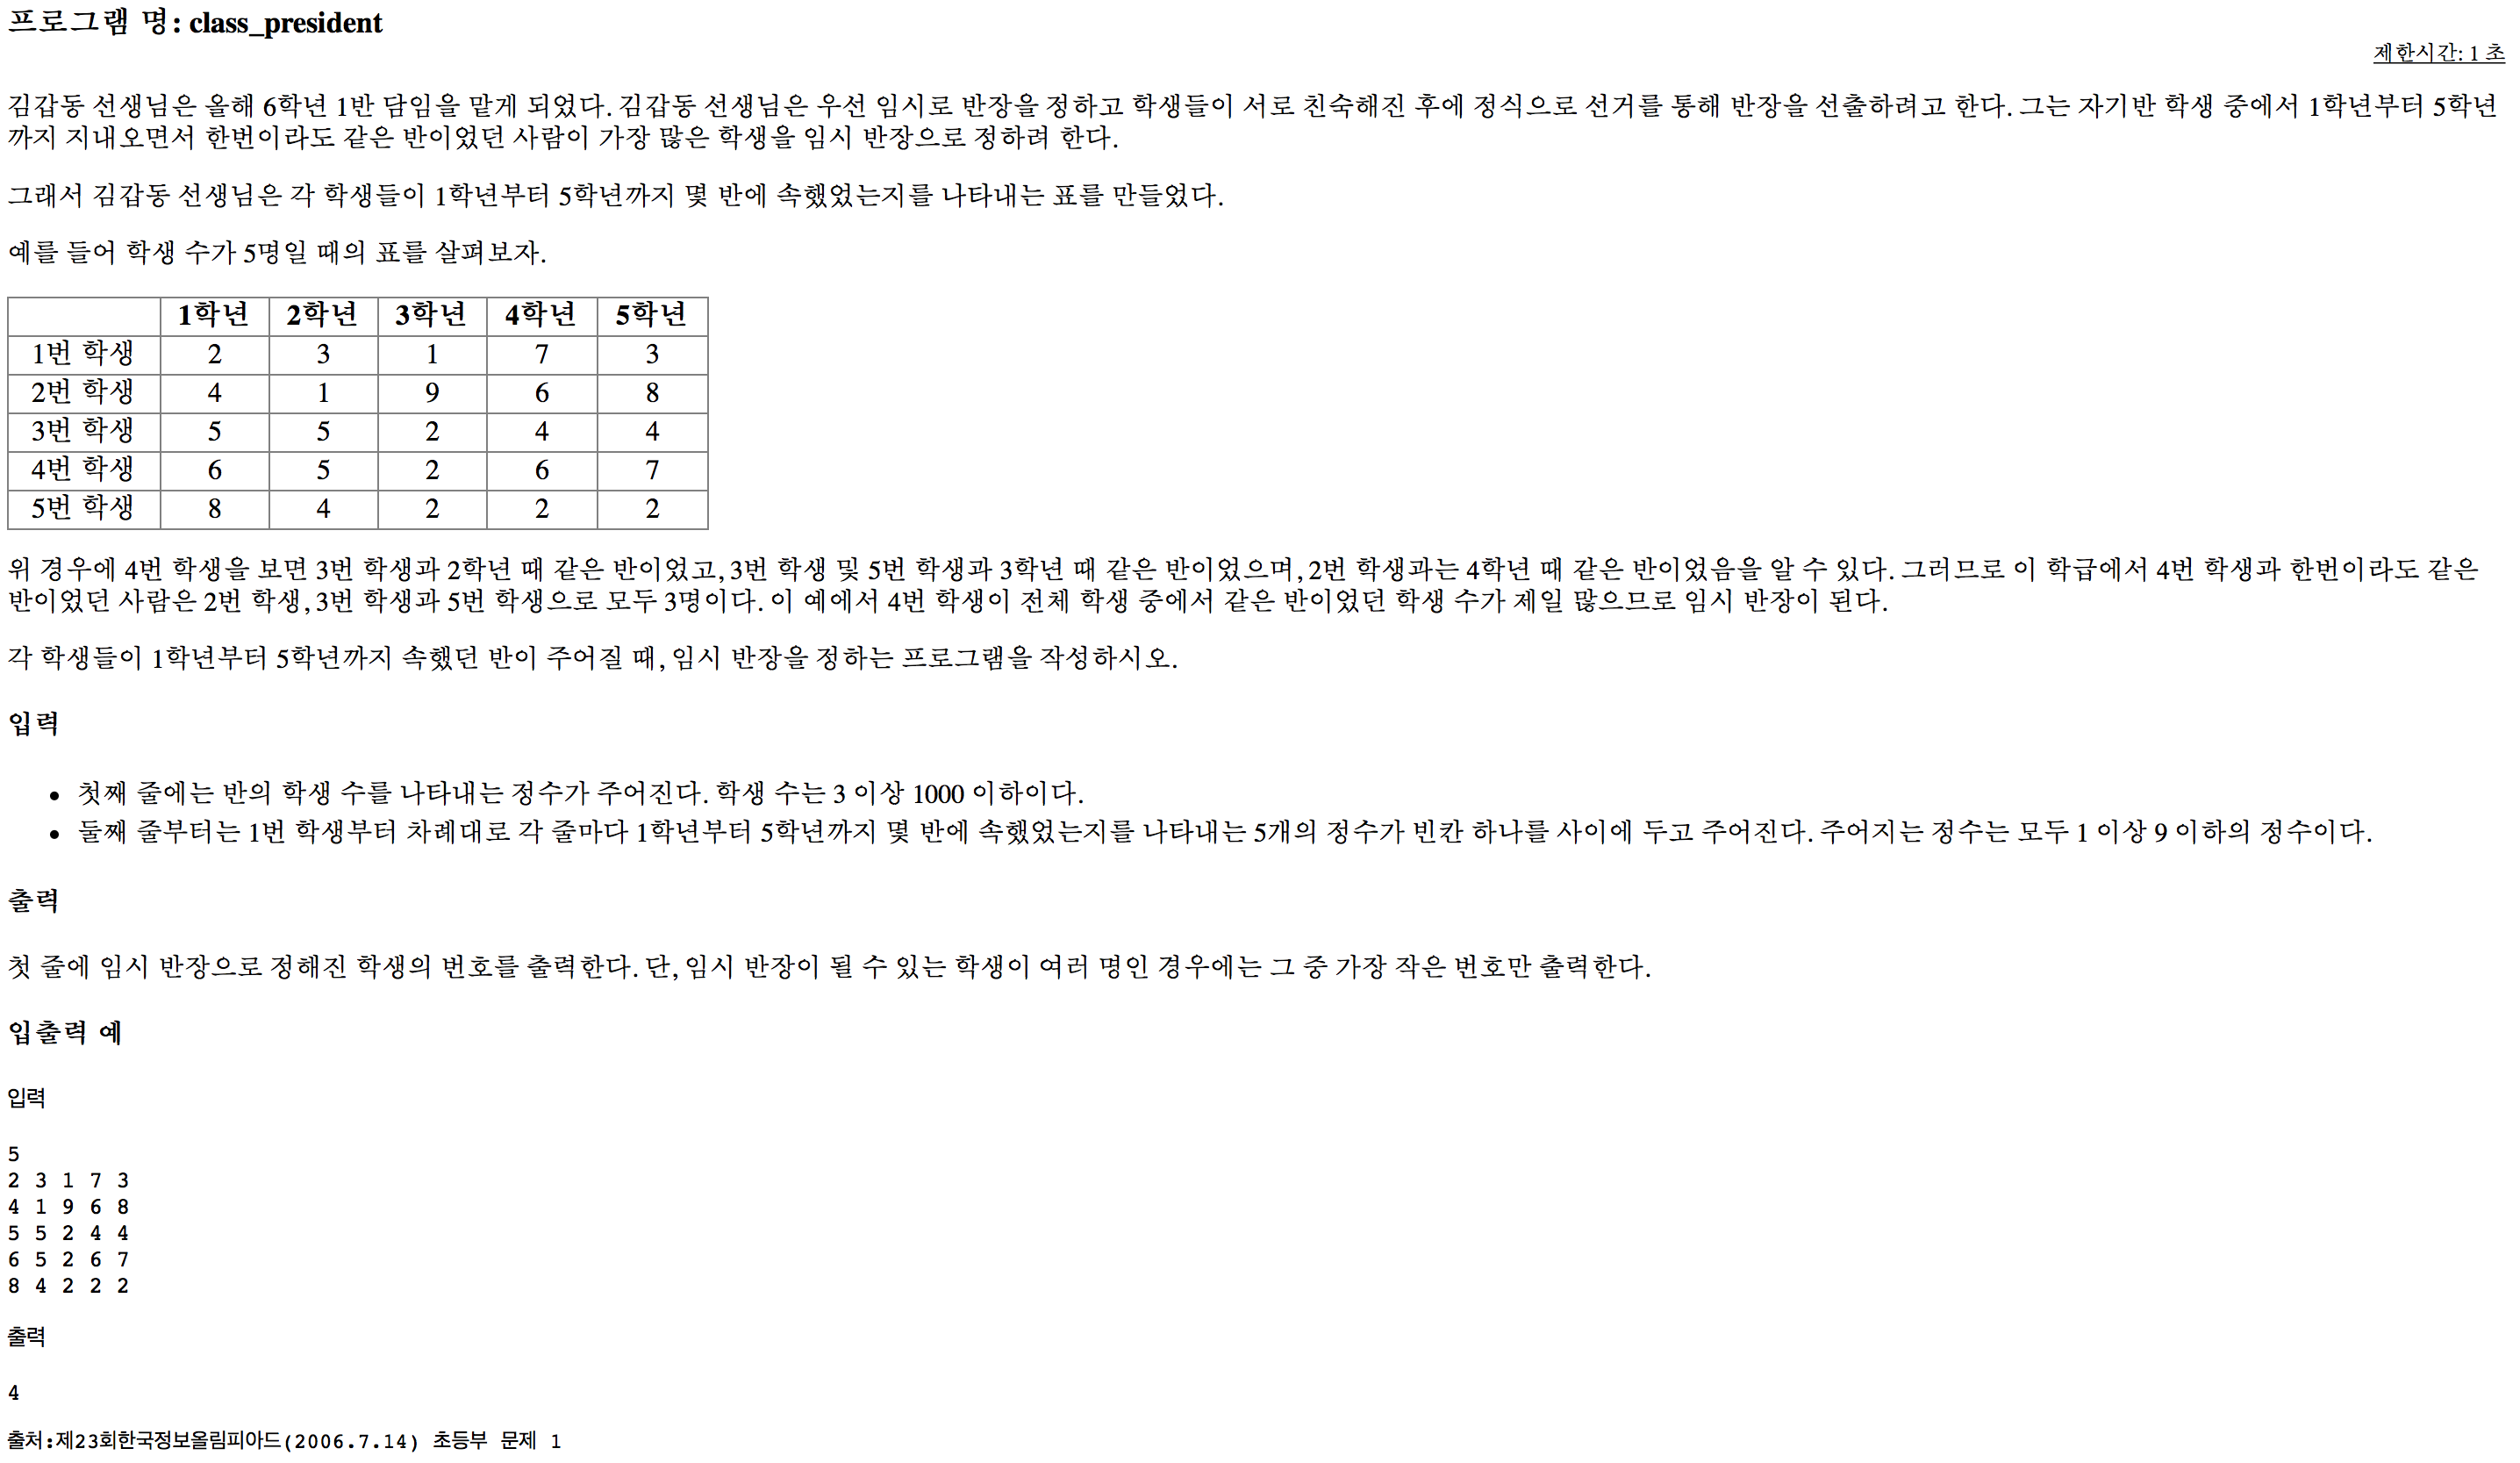 프로그램 명: class_president
제한시간: 1 초
김갑동 선생님은 올해 6학년 1반 담임을 맡게 되었다. 김갑동 선생님은 우선 임시로 반장을 정하고 학생들이 서로 친숙해진 후에 정식으로 선거를 통해 반장을 선출하려고 한다. 그는 자기반 학생 중에서 1학년부터 5학년
까지 지내오면서 한번이라도 같은 반이었던 사람이 가장 많은 학생을 임시 반장으로 정하려 한다.
그래서 김갑동 선생님은 각 학생들이 1학년부터 5학년까지 몇 반에 속했었는지를 나타내는 표를 만들었다.
예를 들어 학생 수가 5명일 때의 표를 살펴보자.
1학년 2학년 3학년 4학년 5학년
1번 학생 2 3 1 7 3
2번 학생 4 1 9 6 8
3번 학생 5 5 2 4 4
4번 학생 6 5 2 6 7
5번 학생 8 4 2 2 2
위 경우에 4번 학생을 보면 3번 학생과 2학년 때 같은 반이었고, 3번 학생 및 5번 학생과 3학년 때 같은 반이었으며, 2번 학생과는 4학년 때 같은 반이었음을 알 수 있다. 그러므로 이 학급에서 4번 학생과 한번이라도 같은
반이었던 사람은 2번 학생, 3번 학생과 5번 학생으로 모두 3명이다. 이 예에서 4번 학생이 전체 학생 중에서 같은 반이었던 학생 수가 제일 많으므로 임시 반장이 된다.
각 학생들이 1학년부터 5학년까지 속했던 반이 주어질 때, 임시 반장을 정하는 프로그램을 작성하시오.
입력
• 첫째 줄에는 반의 학생 수를 나타내는 정수가 주어진다. 학생 수는 3 이상 1000 이하이다.
• 둘째 줄부터는 1번 학생부터 차례대로 각 줄마다 1학년부터 5학년까지 몇 반에 속했었는지를 나타내는 5개의 정수가 빈칸 하나를 사이에 두고 주어진다. 주어지는 정수는 모두 1 이상 9 이하의 정수이다.
출력
첫 줄에 임시 반장으로 정해진 학생의 번호를 출력한다. 단, 임시 반장이 될 수 있는 학생이 여러 명인 경우에는 그 중 가장 작은 번호만 출력한다.
입출력 예
입력
5
2 3 1 7 3
4 1 9 6 8
5 5 2 4 4
6 5 2 6 7
8 4 2 2 2
출력
4
출처:제23회한국정보올림피아드(2006.7.14) 초등부 문제 1